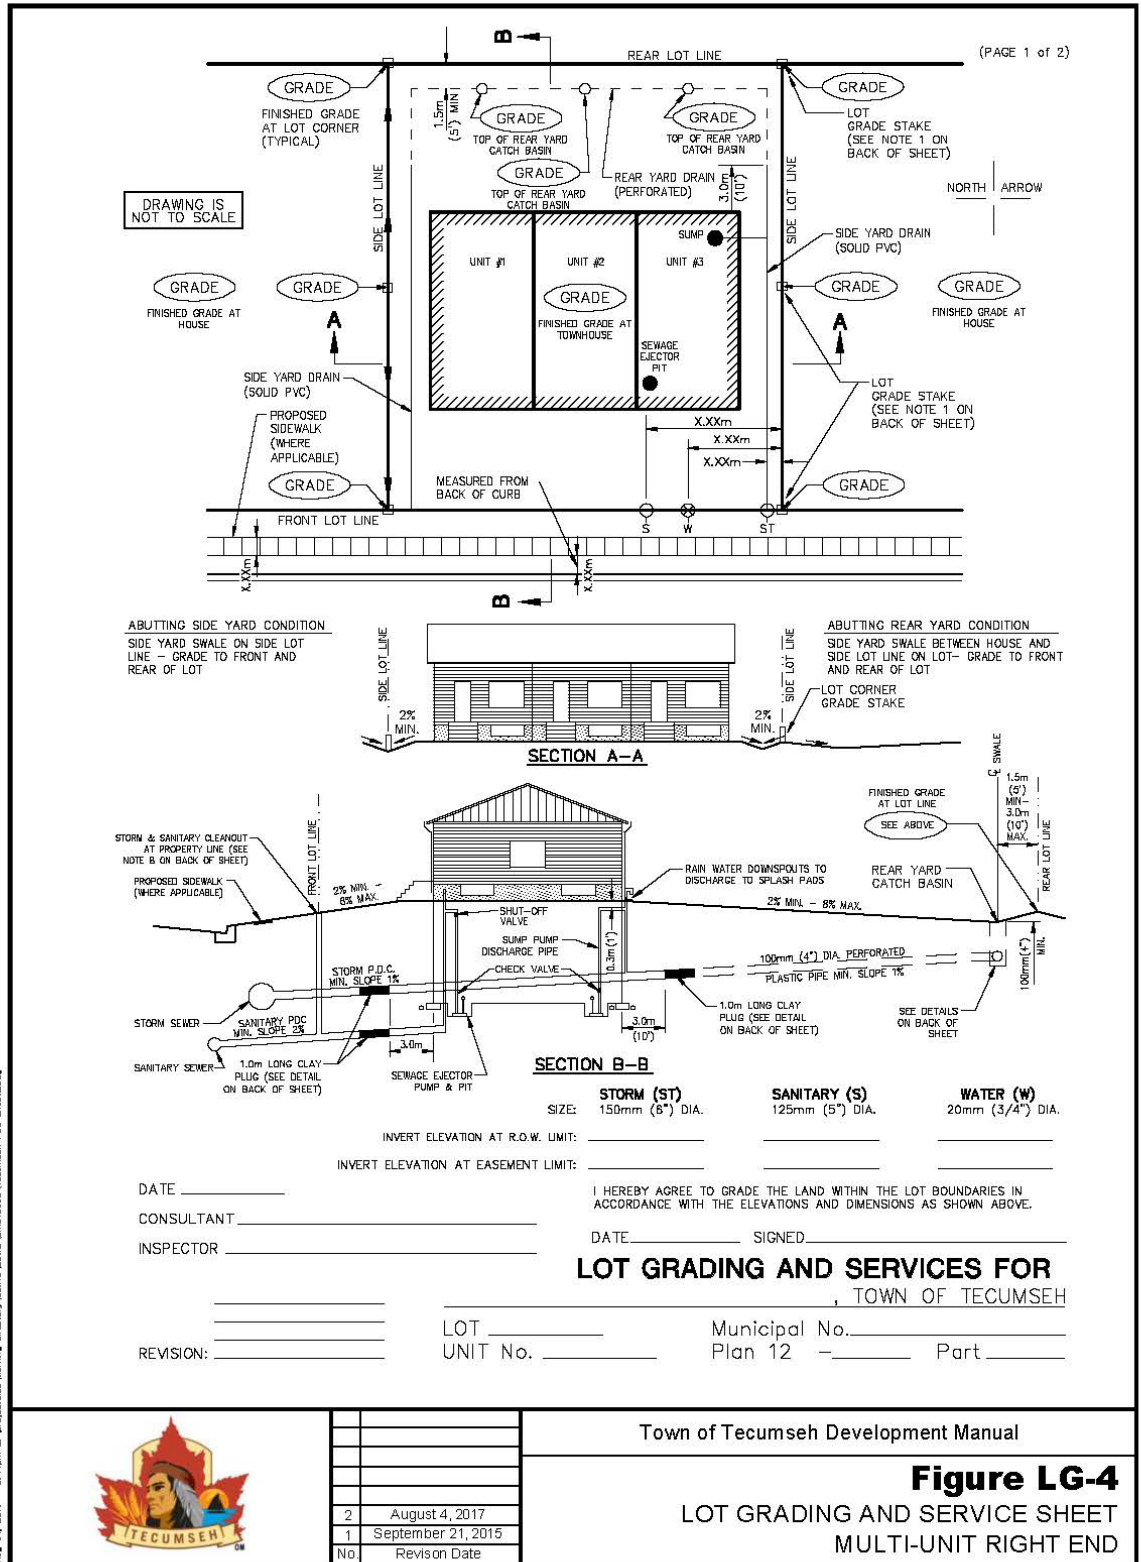 B
REAR LOT LINE
(PAGE 1 of 2)
GRADE
FINISHED GRADE
AT LOT CORNER
(TYPICAL)
1.5m
(5') MIN
GRADE
TOP OF REAR YARD
CATCH BASIN
GRADE
TOP OF REAR YARD
CATCH BASIN
GRADE
TOP OF REAR YARD
CATCH BASIN
REAR YARD DRAIN
(PERFORATED)
3.0m
(10')
GRADE
LOT
GRADE STAKE
(SEE NOTE 1 ON
BACK OF SHEET)
NORTH ARROW
DRAWING IS
NOT TO SCALE
SIDE LOT LINE
SIDE LOT LINE
SUMP
SIDE YARD DRAIN
(SOLID PVC)
UNIT #1
UNIT #2
UNIT #3
GRADE
FINISHED GRADE AT
HOUSE
GRADE
GRADE
FINISHED GRADE AT
TOWNHOUSE
GRADE
GRADE
FINISHED GRADE AT
HOUSE
A
A
SEWAGE
EJECTOR
PIT
SIDE YARD DRAIN
(SOLID PVC)
LOT
GRADE STAKE
(SEE NOTE 1 ON
BACK OF SHEET)
PROPOSED
SIDEWALK
(WHERE
APPLICABLE)
X.XXm
X.XXm
X.XXm
GRADE
MEASURED FROM
BACK OF CURB
GRADE
FRONT LOT LINE
S
W
ST
X.XXm
X.XXm
B
ABUTTING SIDE YARD CONDITION
SIDE YARD SWALE ON SIDE LOT
LINE – GRADE TO FRONT AND
REAR OF LOT
SIDE LOT LINE
SIDE LOT LINE
ABUTTING REAR YARD CONDITION
SIDE YARD SWALE BETWEEN HOUSE AND
SIDE LOT LINE ON LOT– GRADE TO FRONT
AND REAR OF LOT
LOT CORNER
GRADE STAKE
2%
MIN.
2%
MIN.
SECTION A–A
℄ SWALE
1.5m
(5')
MIN–
3.0m
(10')
MAX.
REAR LOT LINE
FINISHED GRADE
AT LOT LINE
SEE ABOVE
STORM & SANITARY CLEANOUT
AT PROPERTY LINE (SEE
NOTE 8 ON BACK OF SHEET)
FRONT LOT LINE
PROPOSED SIDEWALK
(WHERE APPLICABLE)
2% MIN. –
8% MAX.
RAIN WATER DOWNSPOUTS TO
DISCHARGE TO SPLASH PADS
REAR YARD
CATCH BASIN
2% MIN. – 8% MAX.
SHUT–OFF
VALVE
SUMP PUMP
DISCHARGE PIPE
0.3m (1')
CHECK VALVE
100mm (4") DIA. PERFORATED
PLASTIC PIPE MIN. SLOPE 1%
100mm(4")
MIN.
STORM P.D.C.
MIN. SLOPE 1%
STORM SEWER
SANITARY PDC
MIN. SLOPE 2%
3.0m
3.0m
(10')
1.0m LONG CLAY
PLUG (SEE DETAIL
ON BACK OF SHEET)
SEE DETAILS
ON BACK OF
SHEET
SANITARY SEWER
1.0m LONG CLAY
PLUG (SEE DETAIL
ON BACK OF SHEET)
SEWAGE EJECTOR
PUMP & PIT
SECTION B–B
STORM (ST) SANITARY (S) WATER (W)
SIZE: 150mm (6") DIA. 125mm (5") DIA. 20mm (3/4") DIA.
INVERT ELEVATION AT R.O.W. LIMIT:
INVERT ELEVATION AT EASEMENT LIMIT:
DATE
CONSULTANT
INSPECTOR
I HEREBY AGREE TO GRADE THE LAND WITHIN THE LOT BOUNDARIES IN
ACCORDANCE WITH THE ELEVATIONS AND DIMENSIONS AS SHOWN ABOVE.
DATE SIGNED
LOT GRADING AND SERVICES FOR
, TOWN OF TECUMSEH
LOT Municipal No.
UNIT No. Plan 12 – Part
REVISION:
TECUMSEH
2 August 4, 2017
1 September 21, 2015
No. Revison Date
Town of Tecumseh Development Manual
Figure LG-4
LOT GRADING AND SERVICE SHEET
MULTI-UNIT RIGHT END